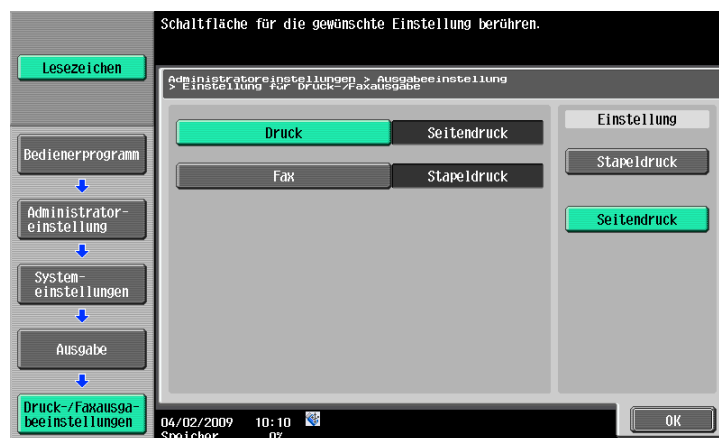 Schaltfläche für die gewünschte Einstellung berühren.
Lesezeichen
Administratoreinstellungen > Ausgabeeinstellung
> Einstellung für Druck-/Faxausgabe
Bedienerprogramm
Administrator-
einstellung
System-
einstellungen
Ausgabe
Druck-/Faxausga-
beeinstellungen
Druck Seitendruck
Fax Stapeldruck
Einstellung
Stapeldruck
Seitendruck
04/02/2009 10:10
Speicher 0%
OK